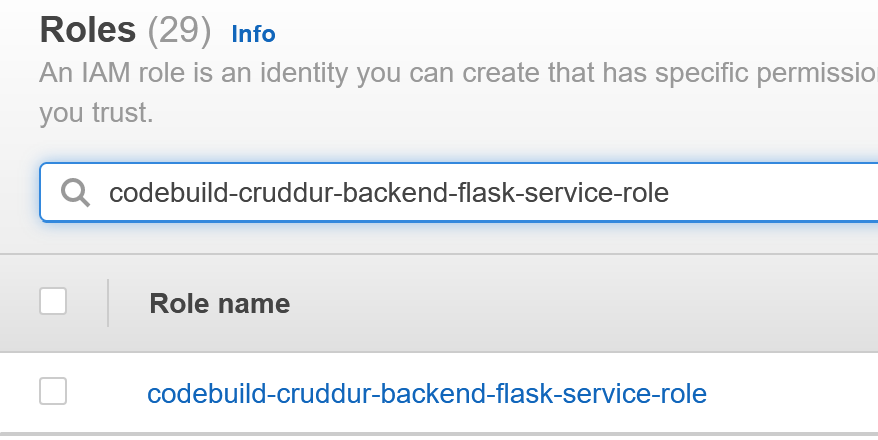 Roles (29) Info
An IAM role is an identity you can create that has specific
you trust.
codebuild-cruddur-backend-flask-service-role
Role name
codebuild-cruddur-backend-flask-service-role